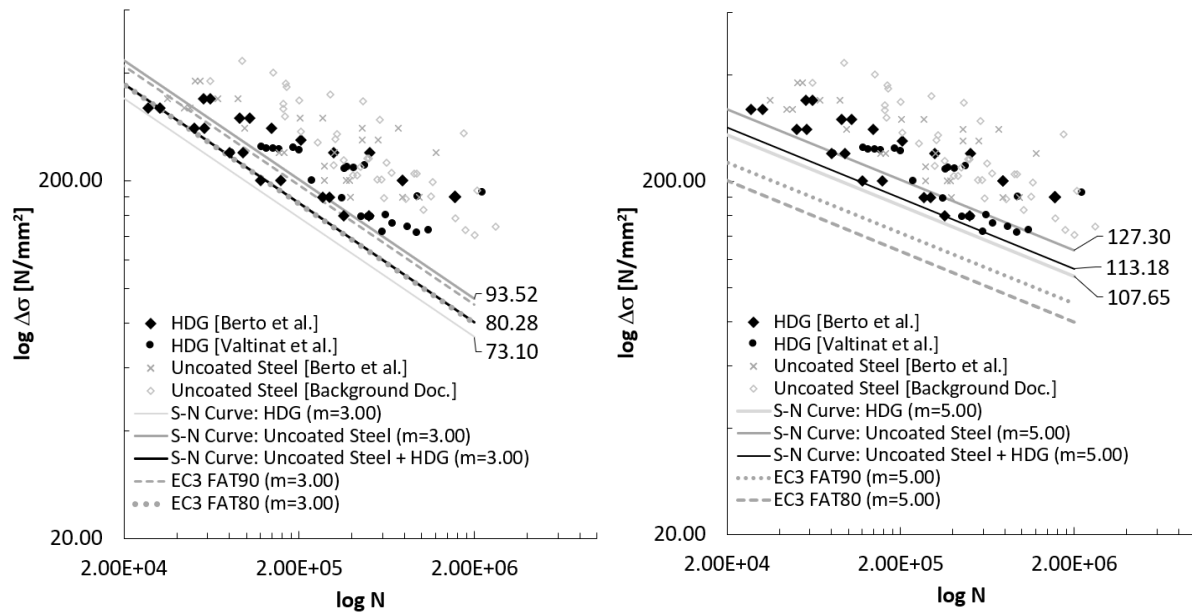 200.00
log Δσ [N/mm²]
93.52
80.28
73.10
HDG [Berto et al.]
HDG [Valtinat et al.]
Uncoated Steel [Berto et al.]
Uncoated Steel [Background Doc.]
S-N Curve: HDG (m=3.00)
S-N Curve: Uncoated Steel (m=3.00)
S-N Curve: Uncoated Steel + HDG (m=3.00)
EC3 FAT90 (m=3.00)
EC3 FAT80 (m=3.00)
20.00
2.00E+04
2.00E+05
2.00E+06
log N
200.00
log Δσ [N/mm²]
127.30
113.18
107.65
HDG [Berto et al.]
HDG [Valtinat et al.]
Uncoated Steel [Berto et al.]
Uncoated Steel [Background Doc.]
S-N Curve: HDG (m=5.00)
S-N Curve: Uncoated Steel (m=5.00)
S-N Curve: Uncoated Steel + HDG (m=5.00)
EC3 FAT90 (m=5.00)
EC3 FAT80 (m=5.00)
20.00
2.00E+04
2.00E+05
2.00E+06
log N